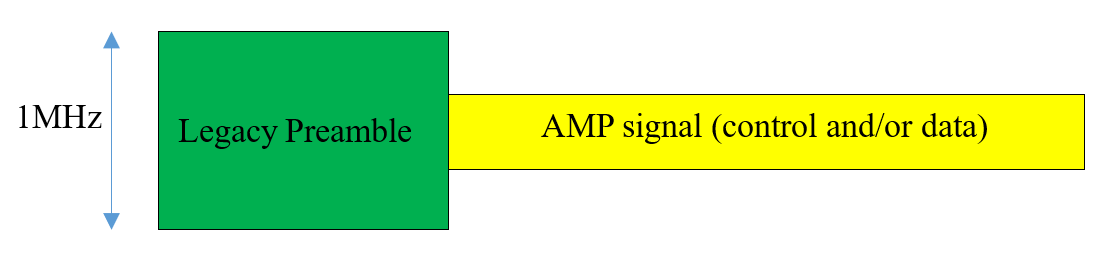 1MHz
Legacy Preamble
AMP signal (control and/or data)